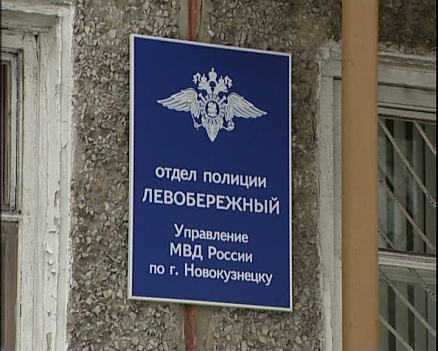 отдел полиции
ЛЕВОБЕРЕЖНЫЙ
Управление
МВД России
по г. Новокузнецку